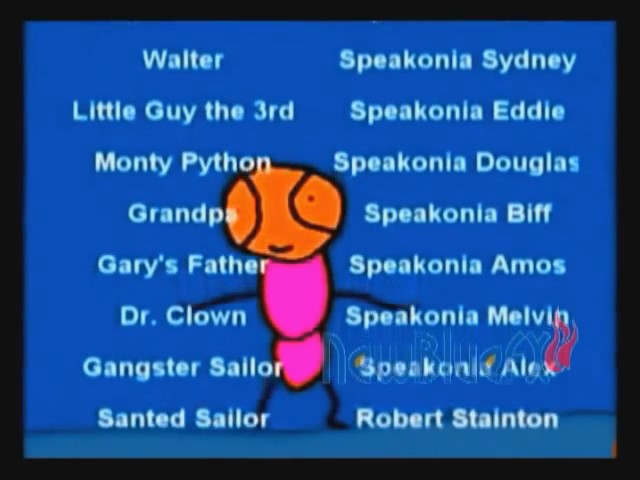 Walter Speakonia Sydney
Little Guy the 3rd Speakonia Eddie
Monty Python Speakonia Douglas
Grandpa Speakonia Biff
Gary's Father Speakonia Amos
Dr. Clown Speakonia Melvin
Gangster Sailor Speakonia Alex
Santed Sailor Robert Stainton
NewBlueFX